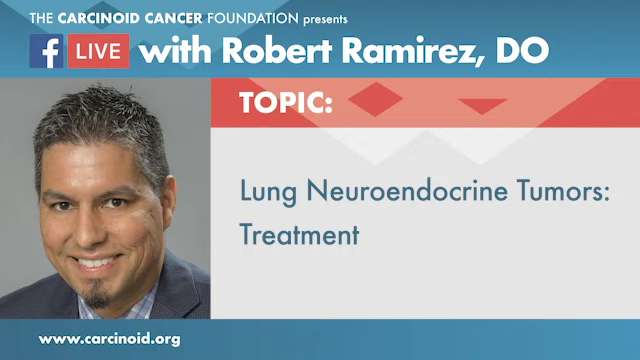 THE CARCINOID CANCER FOUNDATION presents
f LIVE with Robert Ramirez, DO
TOPIC:
Lung Neuroendocrine Tumors:
Treatment
www.carcinoid.org